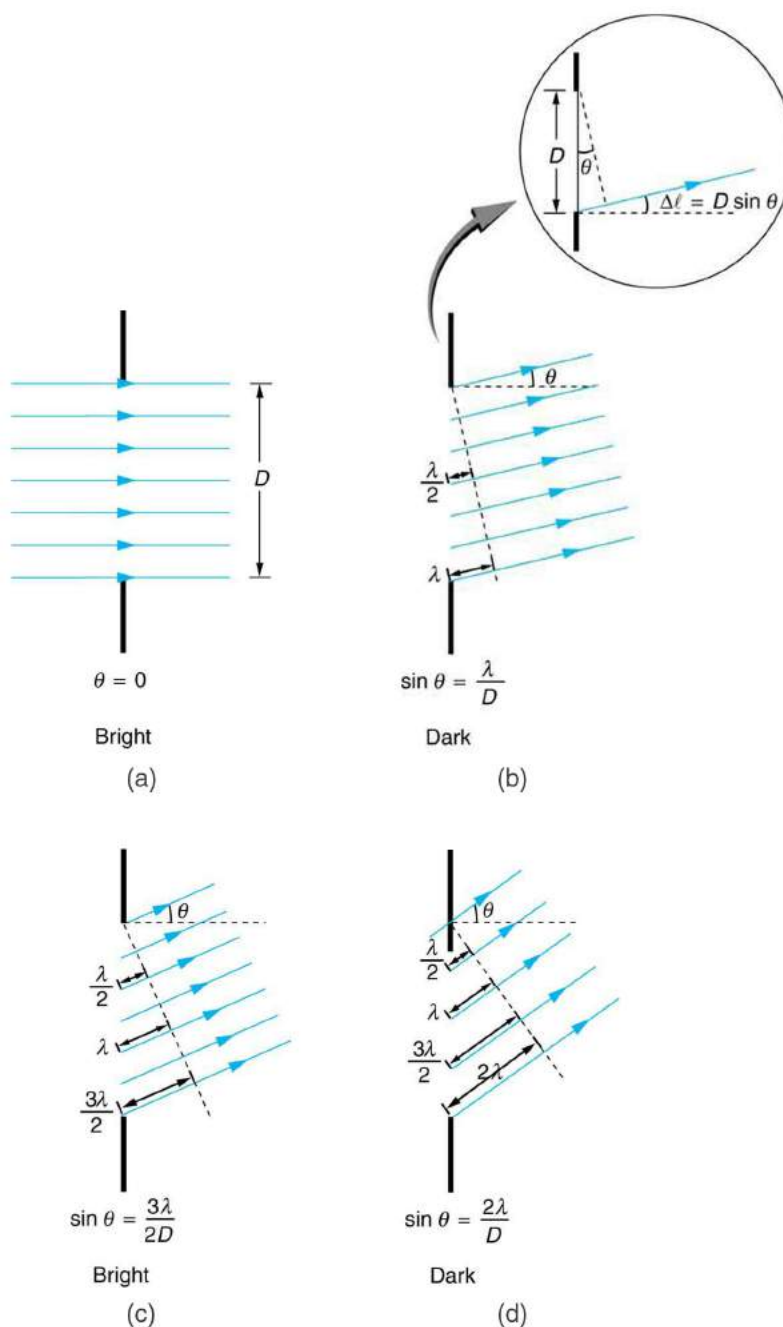 D
θ
Δℓ = D sin θ
D
θ
λ/2
λ
θ = 0
sin θ = λ/D
Bright
Dark
(a)
(b)
θ
λ/2
λ
3λ/2
θ
λ/2
λ
3λ/2
2λ
sin θ = 3λ/2D
sin θ = 2λ/D
Bright
Dark
(c)
(d)